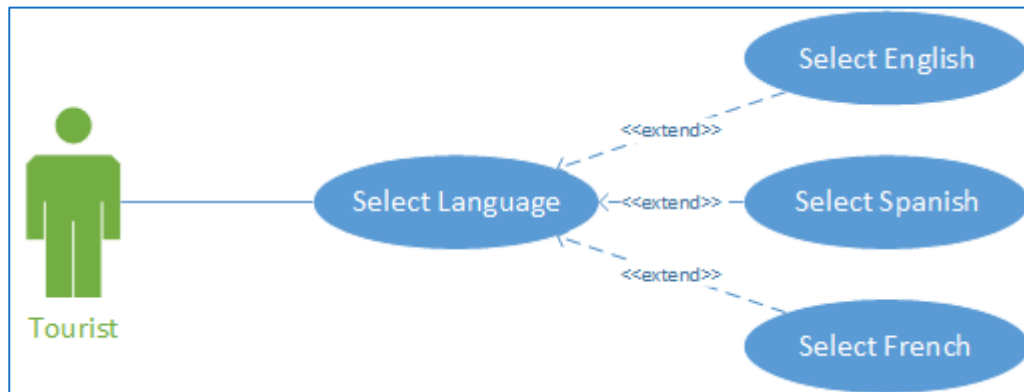 Select English
<<extend>>
Select Language
<<extend>>
Select Spanish
<<extend>>
Tourist
Select French